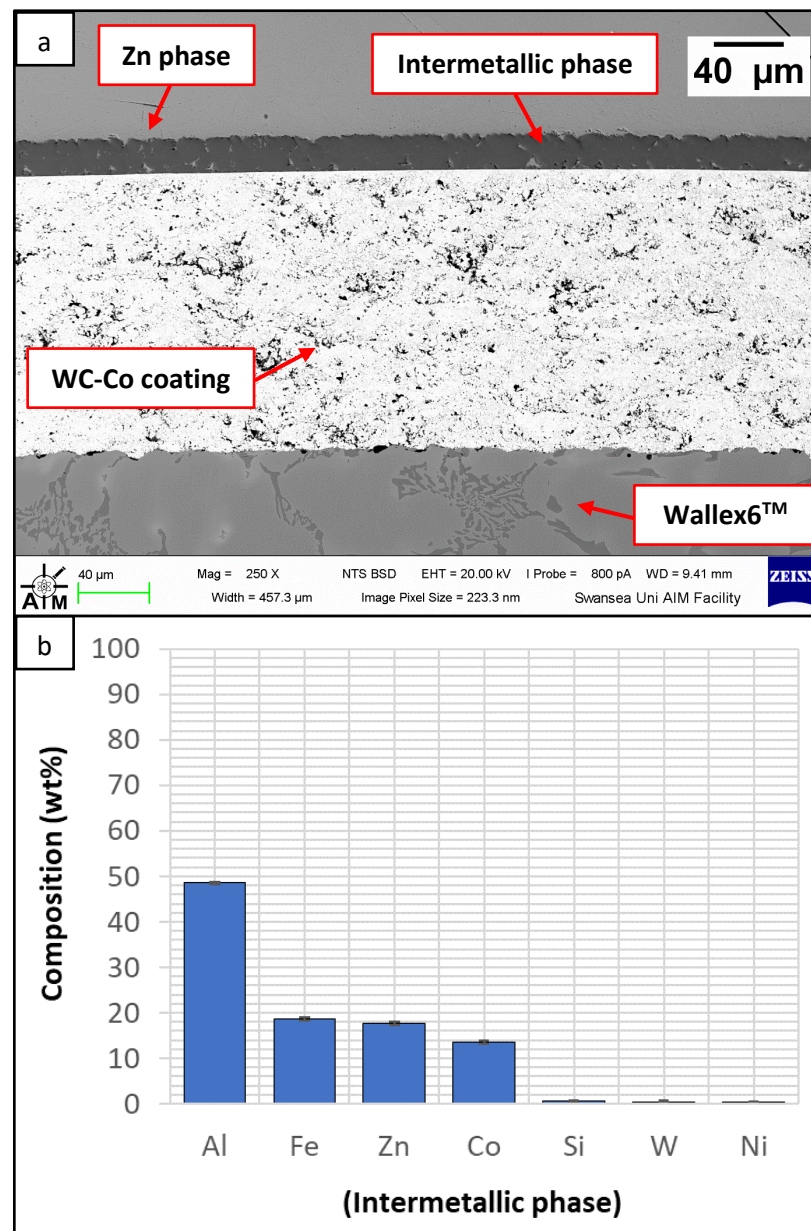 a
Zn phase
Intermetallic phase
40 µm
WC-Co coating
Wallex6™
AIM
40 µm
Mag = 250 X
NTS BSD
EHT = 20.00 kV
I Probe = 800 pA
WD = 9.41 mm
ZEISS
Width = 457.3 µm
Image Pixel Size = 223.3 nm
Swansea Uni AIM Facility
b
Composition (wt%)
100
90
80
70
60
50
40
30
20
10
0
Al Fe Zn Co Si W Ni
(Intermetallic phase)